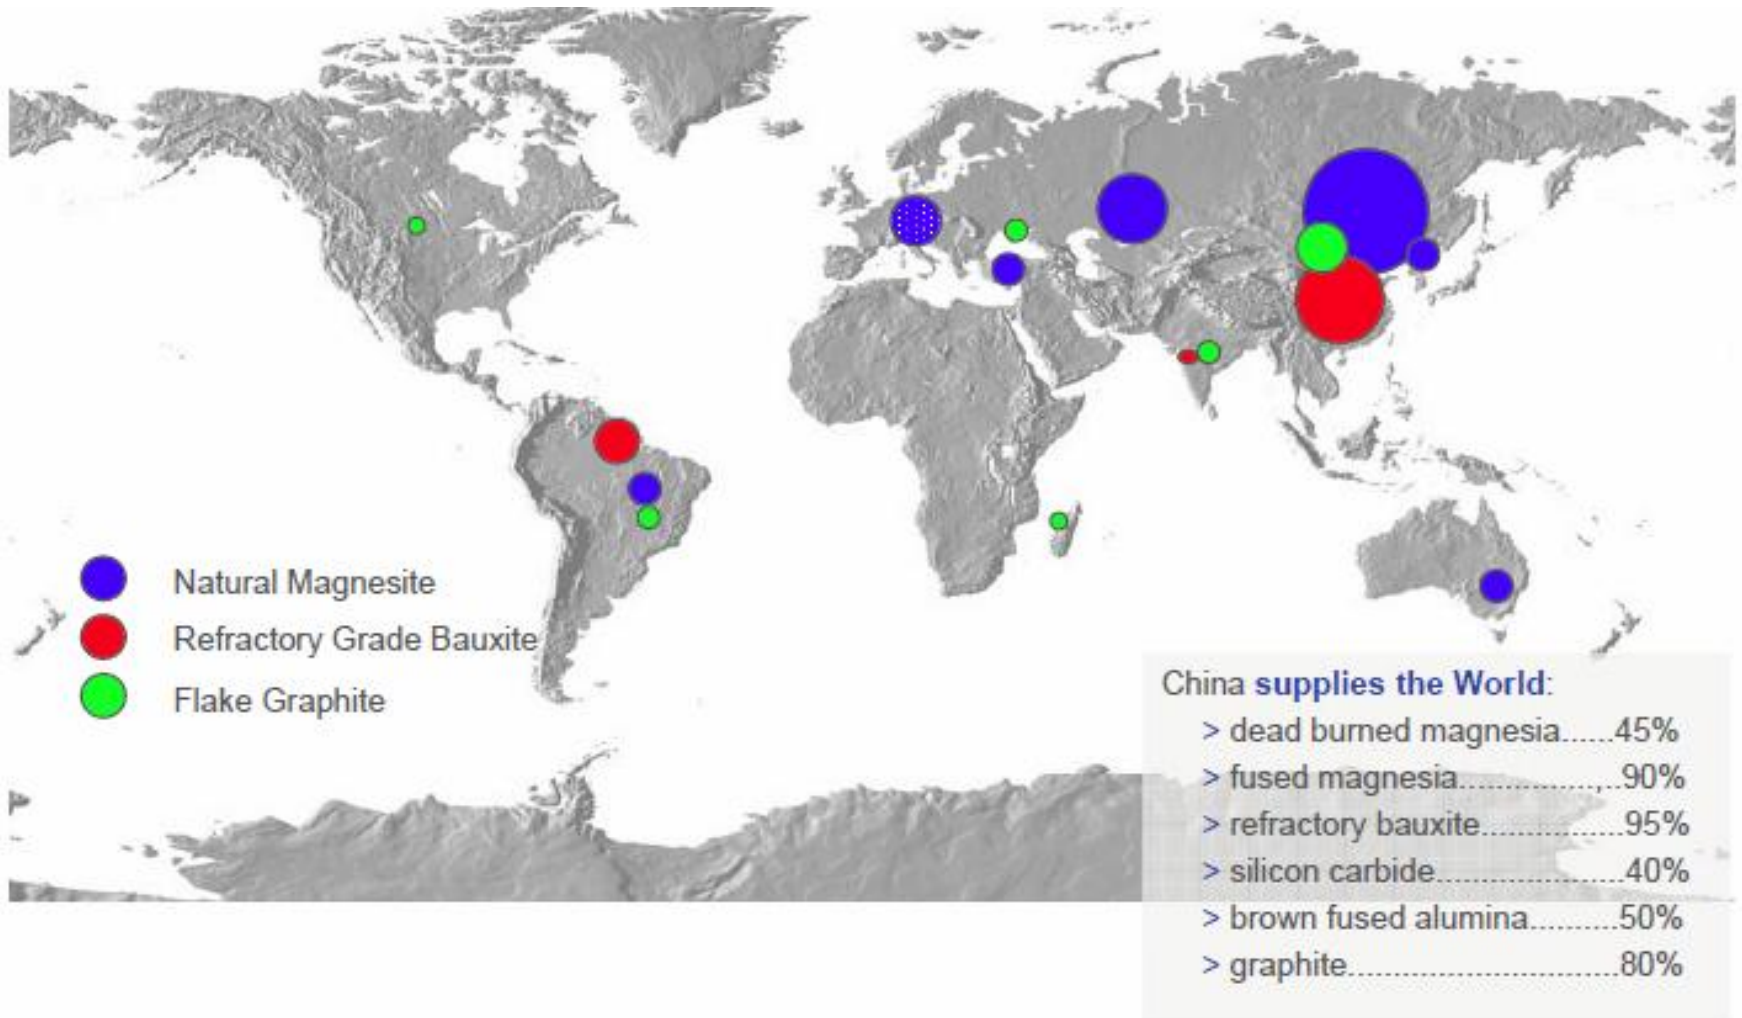 Natural Magnesite
Refractory Grade Bauxite
Flake Graphite
China supplies the World:
> dead burned magnesia......45%
> fused magnesia...............,..90%
> refractory bauxite.................95%
> silicon carbide......................40%
> brown fused alumina..........50%
> graphite................................80%